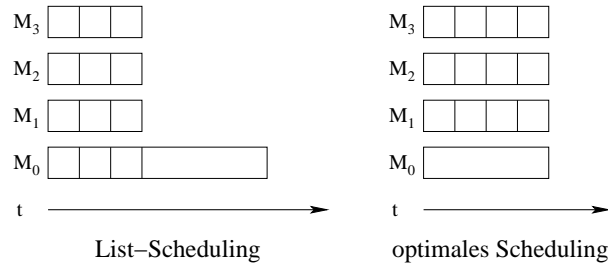 M3
M2
M1
M0
t
List–Scheduling
M3
M2
M1
M0
t
optimales Scheduling